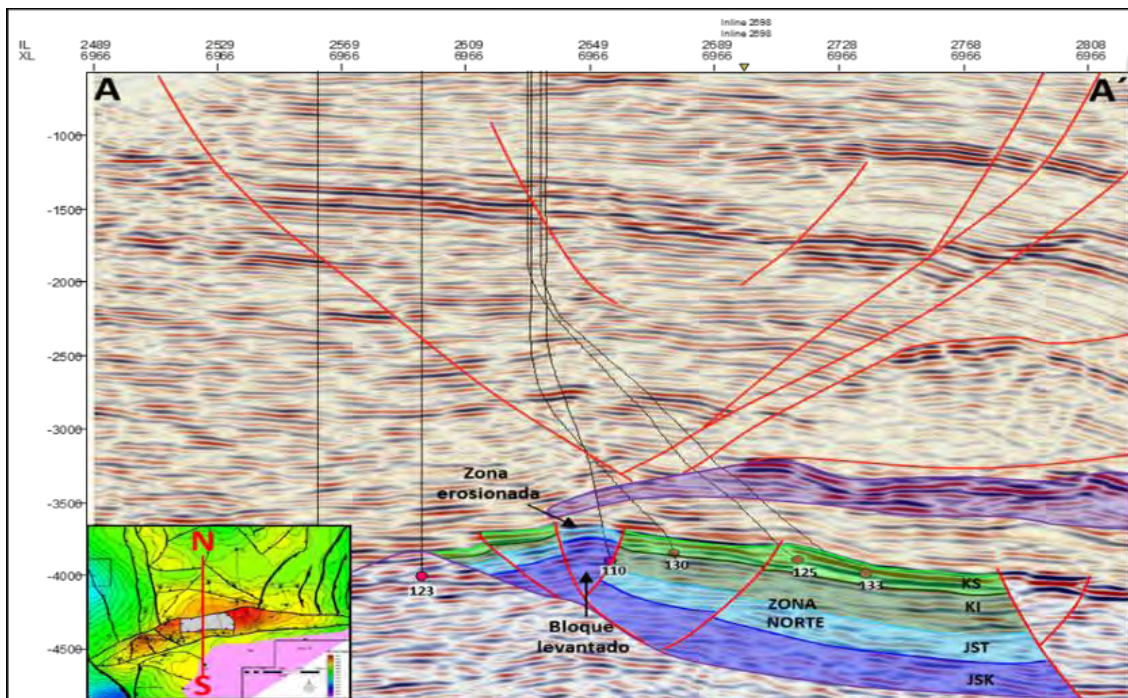 Inline 2698
Inline 2698
IL 2489 2529 2569 2609 2649 2689 2728 2768 2808
XL 6966 6966 6966 6966 6966 6966 6966 6966 6966
A A´
-1000
-1500
-2000
-2500
-3000
Zona
erosionada
-3500
N
-4000
123 110 130 125 133 KS
KI
ZONA
NORTE
Bloque
levantado
JST
-4500
JSK
S